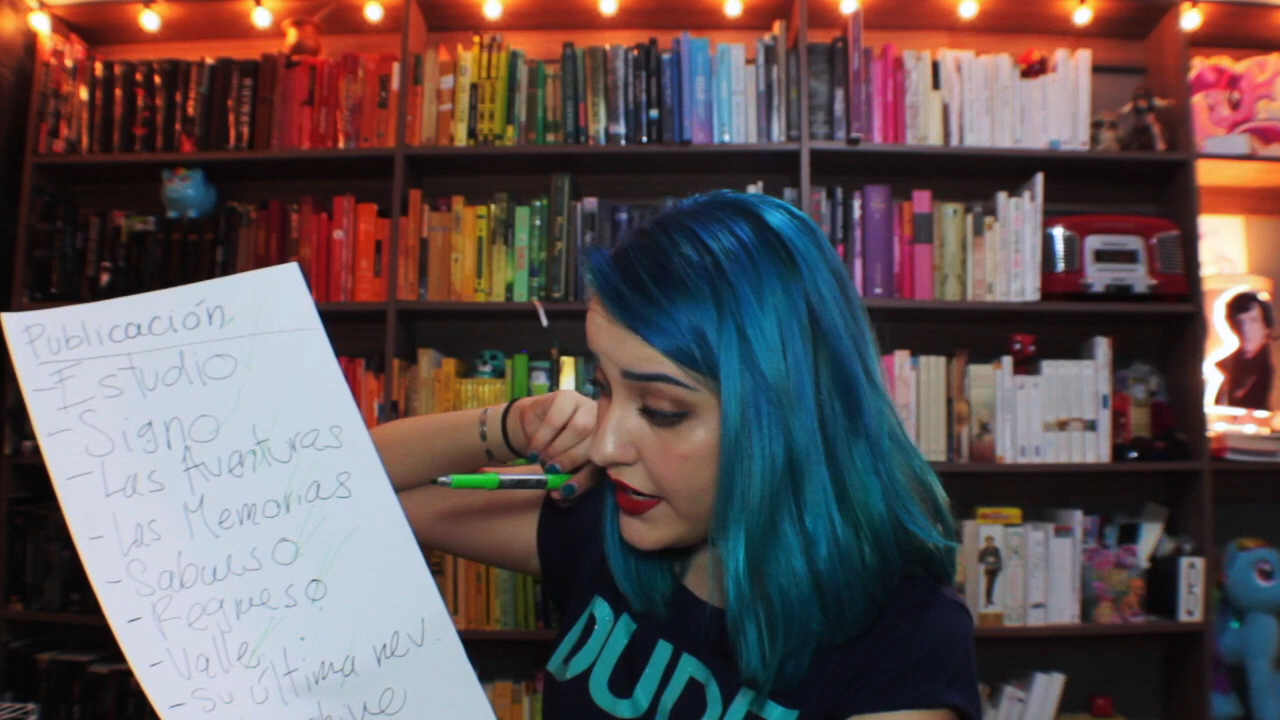 Publicación
- Estudio
- Signo
- Las Aventuras
- Las Memorias
- Sabueso
- Regreso
- Valle
- Su última rev.
DUDE